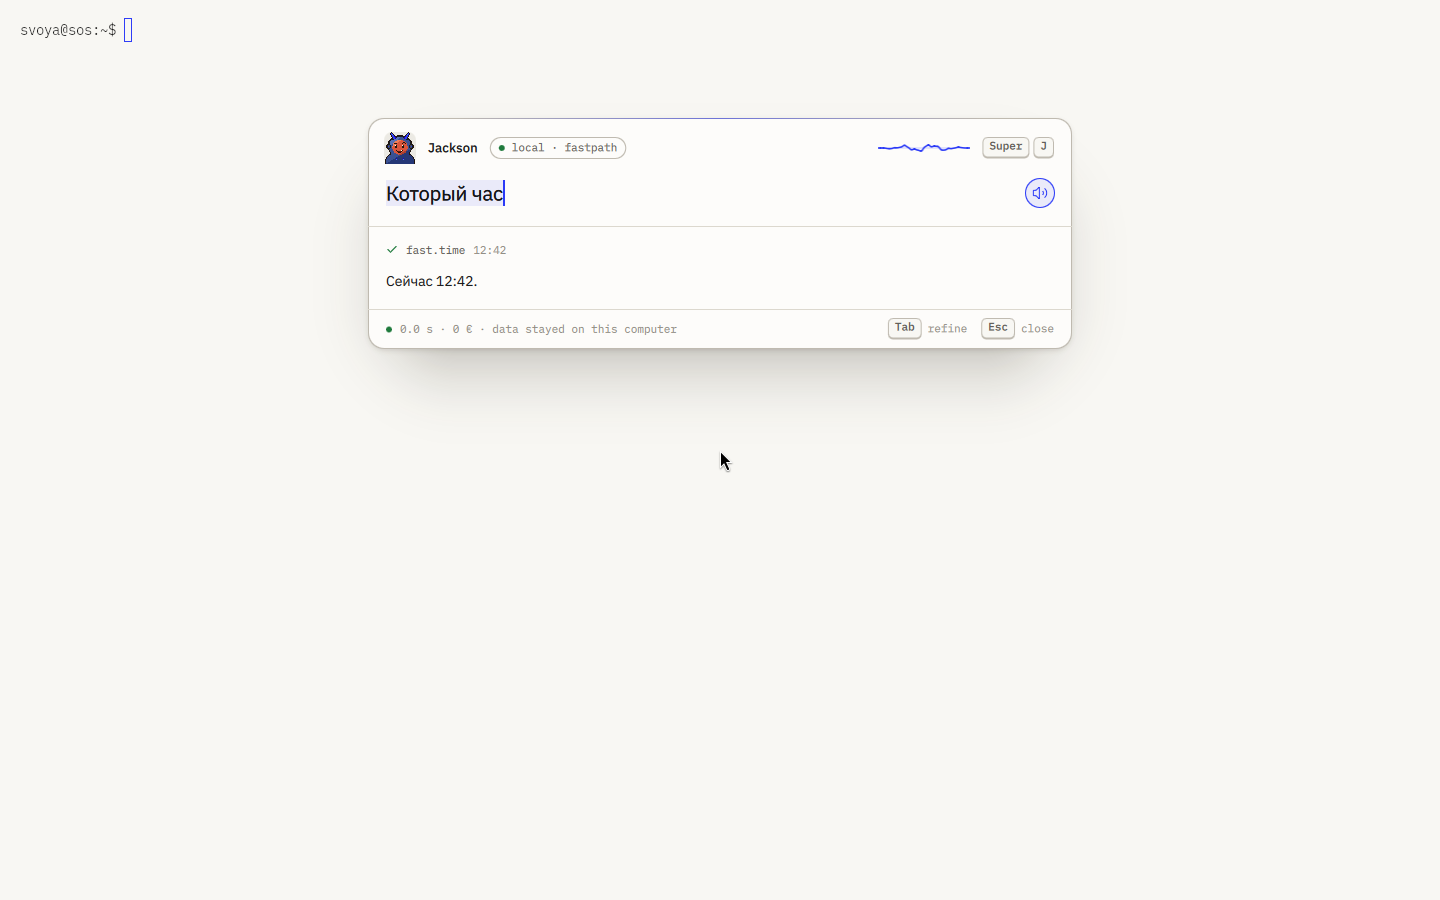 svoya@sos:~$
Jackson
local · fastpath
Super J
Который час
fast.time 12:42
Сейчас 12:42.
0.0 s · 0 € · data stayed on this computer
Tab refine Esc close